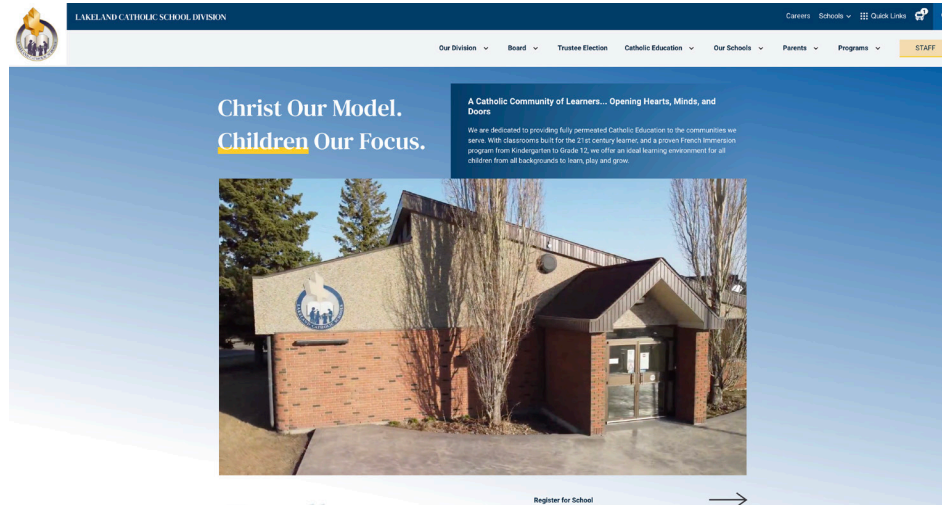 LAKELAND CATHOLIC SCHOOL DIVISION
Careers Schools Quick Links 1
Our Division Board Trustee Election Catholic Education Our Schools Parents Programs STAFF
Christ Our Model.
Children Our Focus.
A Catholic Community of Learners... Opening Hearts, Minds, and
Doors
We are dedicated to providing fully permeated Catholic Education to the communities we
serve. With classrooms built for the 21st century learner, and a proven French Immersion
program from Kindergarten to Grade 12, we offer an ideal learning environment for all
children from all backgrounds to learn, play and grow.
LAKELAND CATHOLIC SCHOOLS
Register for School